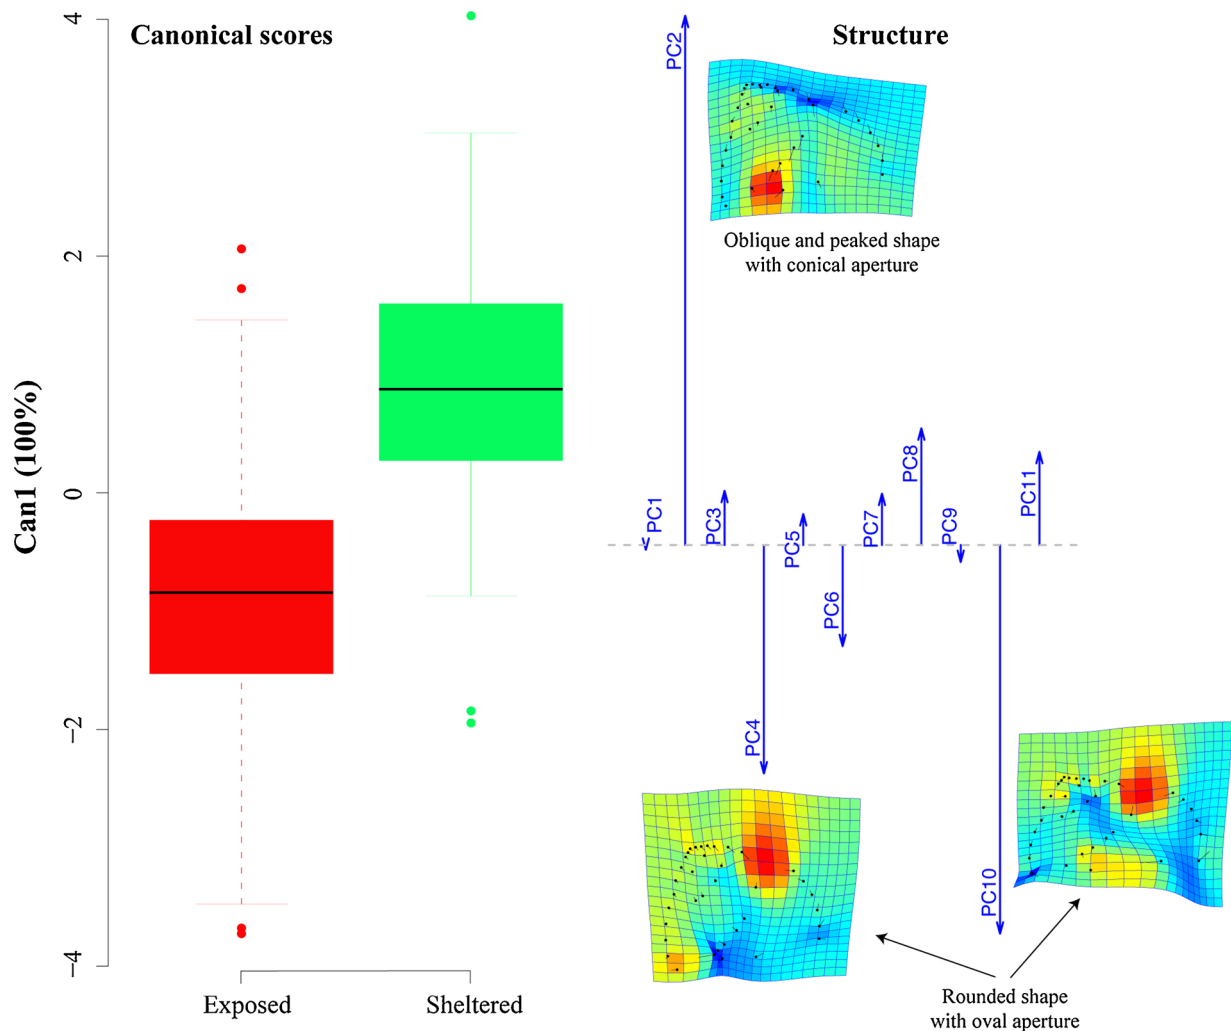 Canonical scores
Can1 (100%)
4
2
0
−2
−4
Exposed
Sheltered
Structure
PC1
PC2
PC3
PC4
PC5
PC6
PC7
PC8
PC9
PC10
PC11
Oblique and peaked shape
with conical aperture
Rounded shape
with oval aperture